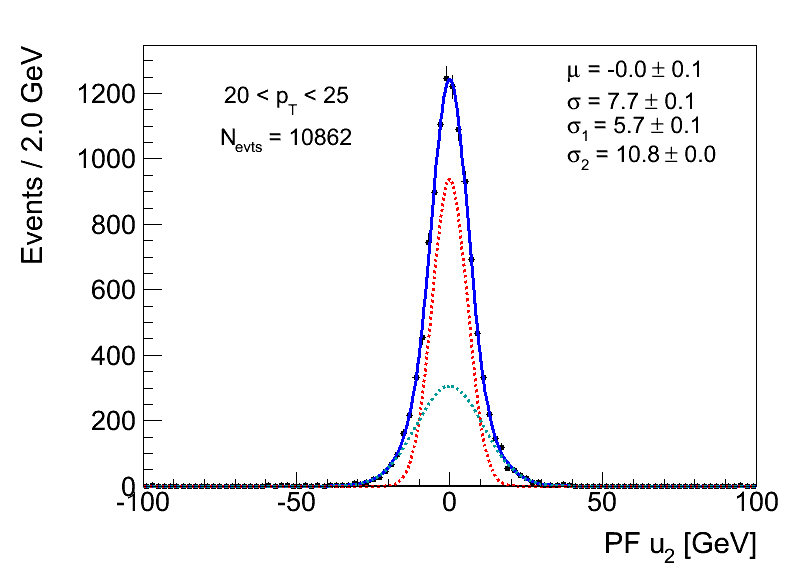 Events / 2.0 GeV
1200
1000
800
600
400
200
0
20 < p_T < 25
N_evts = 10862
μ = -0.0 ± 0.1
σ = 7.7 ± 0.1
σ_1 = 5.7 ± 0.1
σ_2 = 10.8 ± 0.0
-100 -50 0 50 100
PF u_2 [GeV]